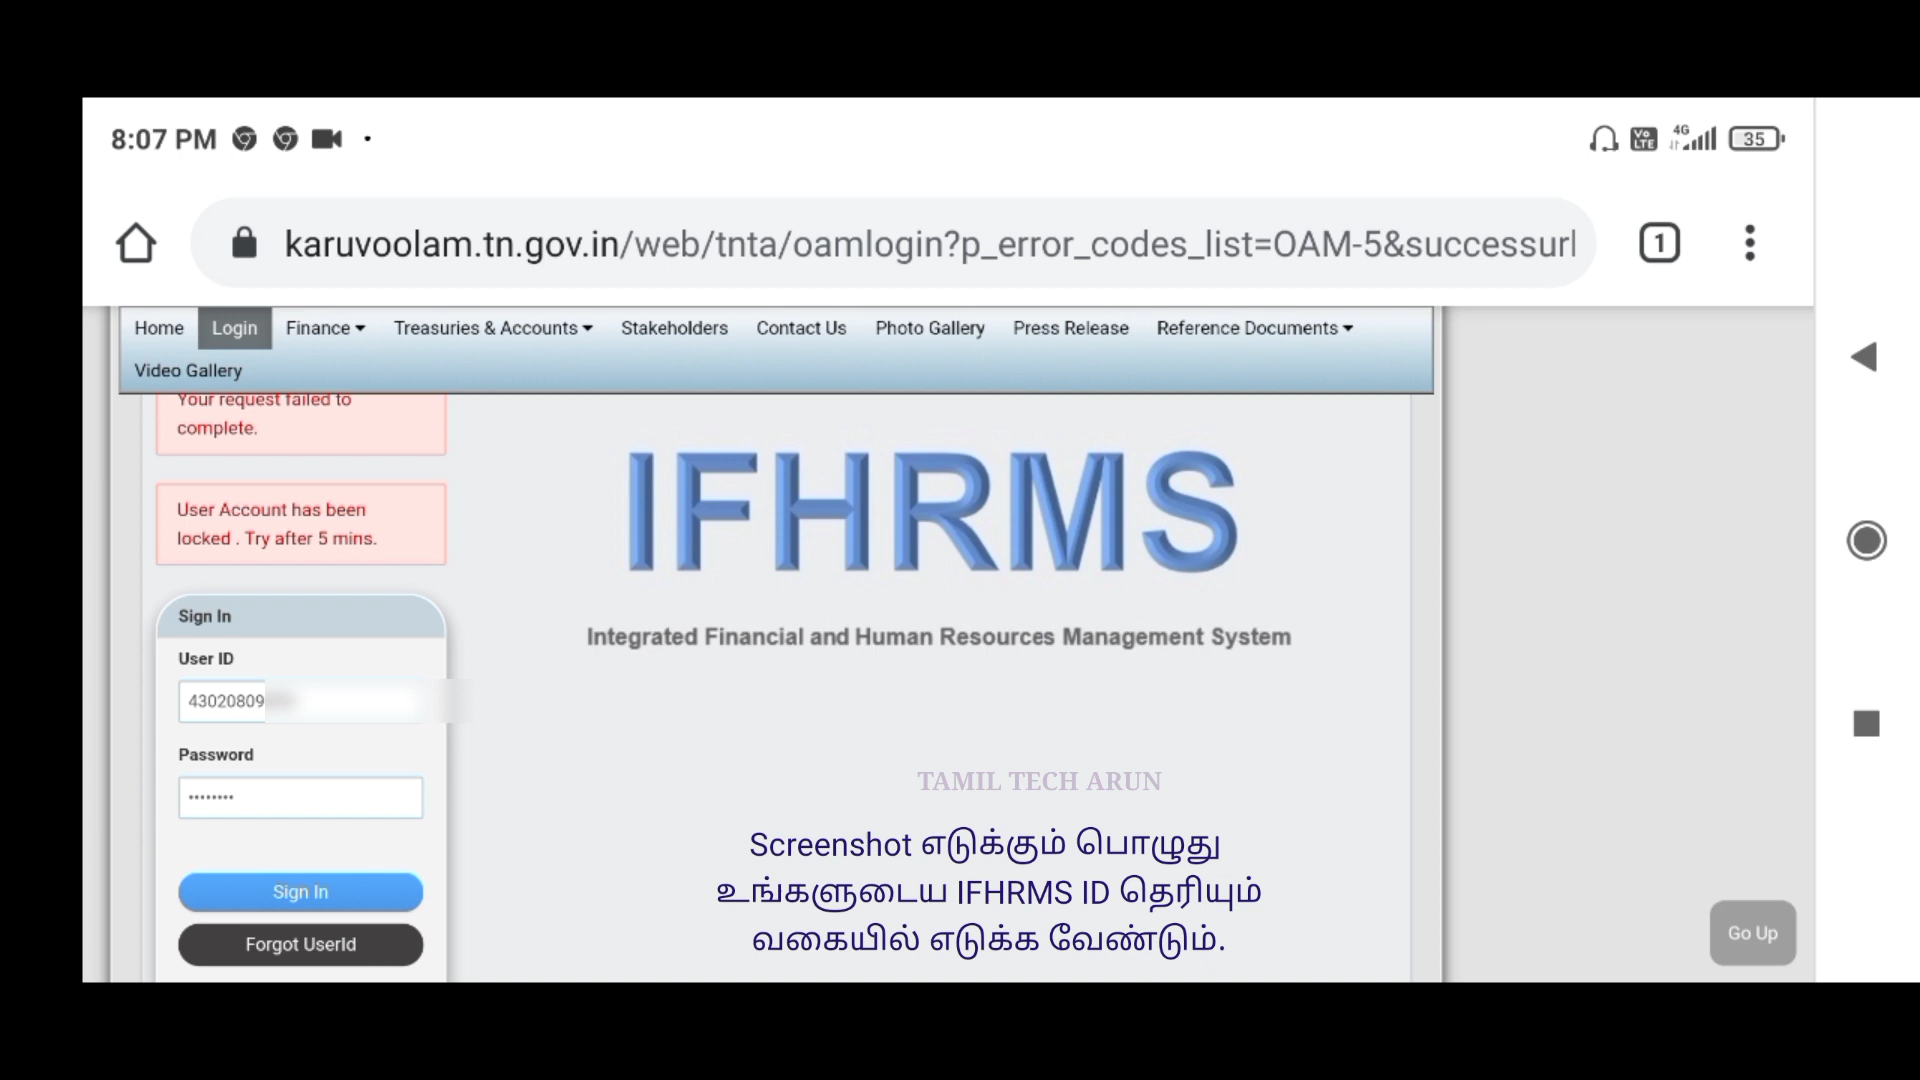 8:07 PM
Vo LTE 4G 35
karuvoolam.tn.gov.in/web/tnta/oamlogin?p_error_codes_list=OAM-5&successurl
1
Home Login Finance Treasuries & Accounts Stakeholders Contact Us Photo Gallery Press Release Reference Documents
Video Gallery
Your request failed to
complete.
User Account has been
locked . Try after 5 mins.
IFHRMS
Integrated Financial and Human Resources Management System
Sign In
User ID
43020809
Password
Sign In
Forgot UserId
TAMIL TECH ARUN
Screenshot எடுக்கும் பொழுது
உங்களுடைய IFHRMS ID தெரியும்
வகையில் எடுக்க வேண்டும்.
Go Up